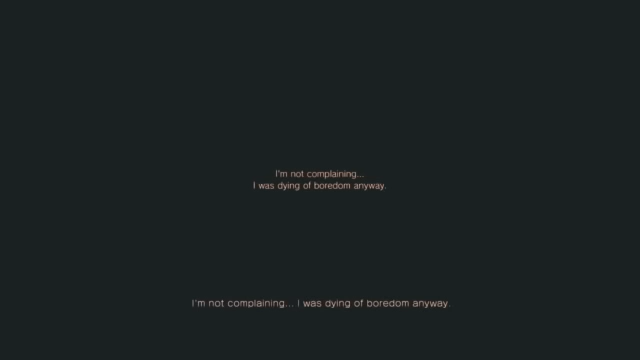 I'm not complaining...
I was dying of boredom anyway.
I'm not complaining... I was dying of boredom anyway.